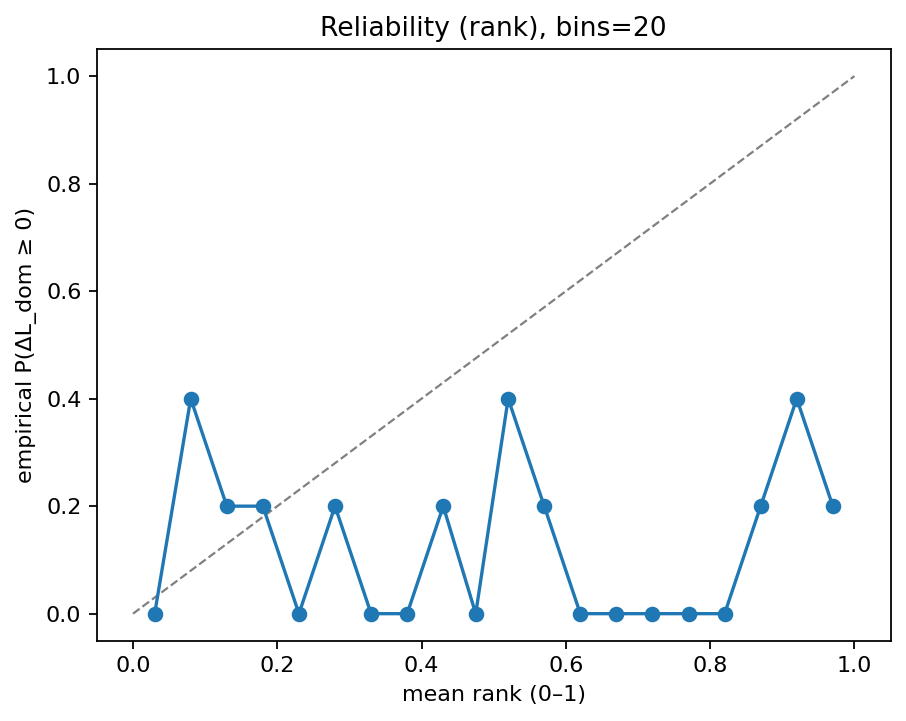 Reliability (rank), bins=20
1.0
0.8
0.6
0.4
0.2
0.0
empirical P(ΔL_dom ≥ 0)
0.0 0.2 0.4 0.6 0.8 1.0
mean rank (0–1)